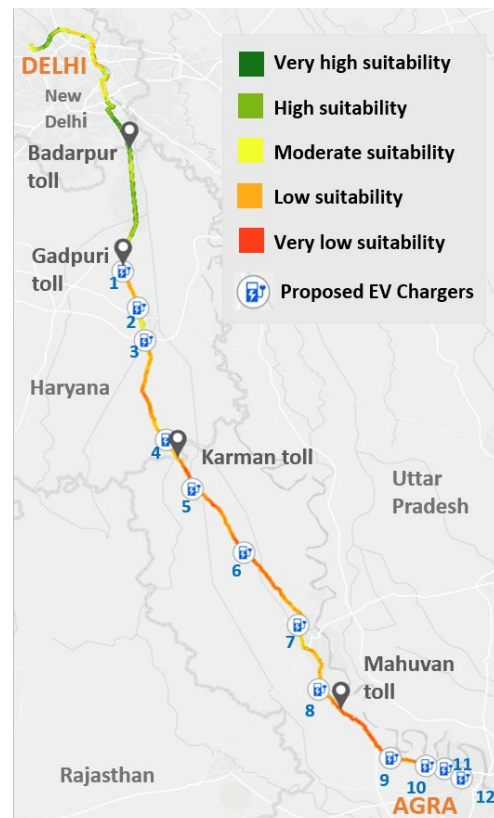 DELHI
New
Delhi
Badarpur
toll
Very high suitability
High suitability
Moderate suitability
Low suitability
Very low suitability
Proposed EV Chargers
Gadpuri
toll
1
2
3
Haryana
4
Karman toll
5
Uttar
Pradesh
6
7
Mahuvan
toll
8
Rajasthan
9
10
11
12
AGRA